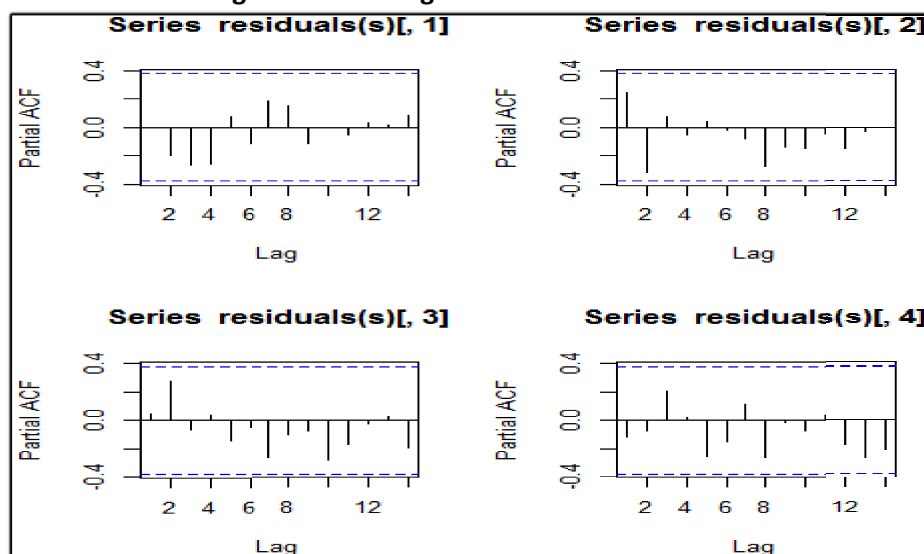 Series residuals(s)[, 1]
Partial ACF
0.4
0.0
-0.4
2 4 6 8 12
Lag
Series residuals(s)[, 2]
Partial ACF
0.4
0.0
-0.4
2 4 6 8 12
Lag
Series residuals(s)[, 3]
Partial ACF
0.4
0.0
-0.4
2 4 6 8 12
Lag
Series residuals(s)[, 4]
Partial ACF
0.4
0.0
-0.4
2 4 6 8 12
Lag